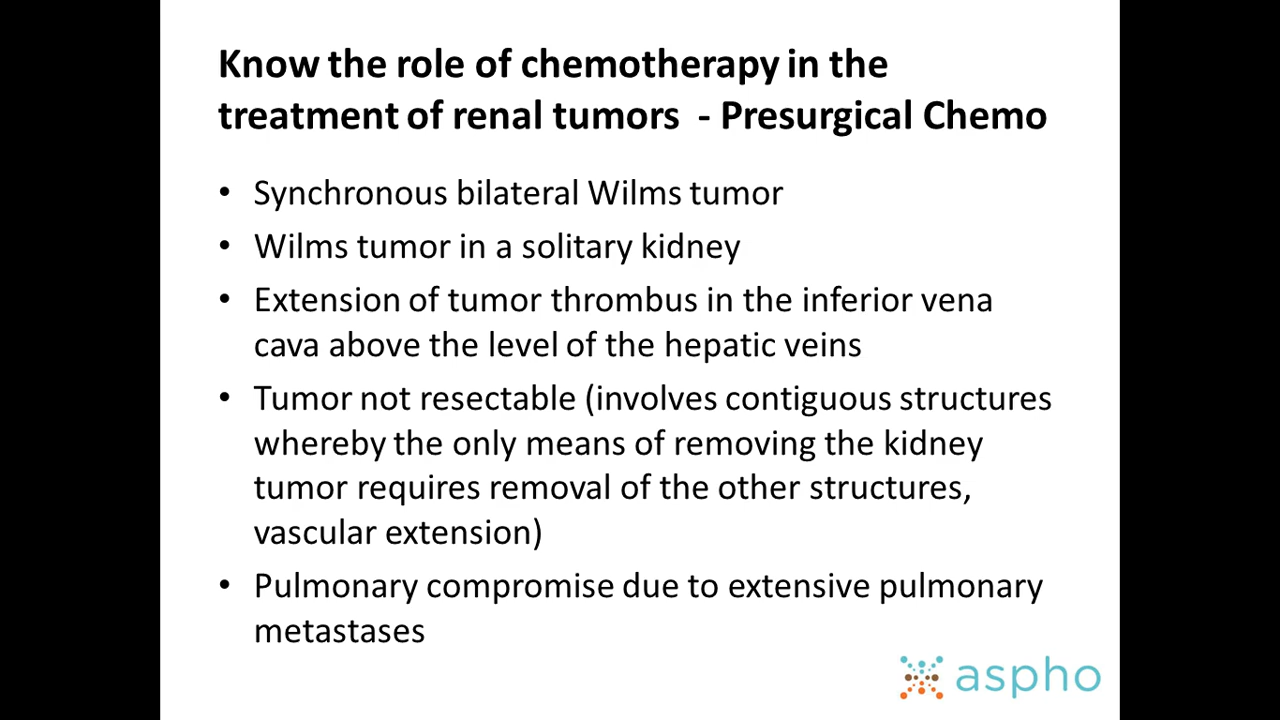 Know the role of chemotherapy in the
treatment of renal tumors - Presurgical Chemo
• Synchronous bilateral Wilms tumor
• Wilms tumor in a solitary kidney
• Extension of tumor thrombus in the inferior vena
cava above the level of the hepatic veins
• Tumor not resectable (involves contiguous structures
whereby the only means of removing the kidney
tumor requires removal of the other structures,
vascular extension)
• Pulmonary compromise due to extensive pulmonary
metastases
aspho